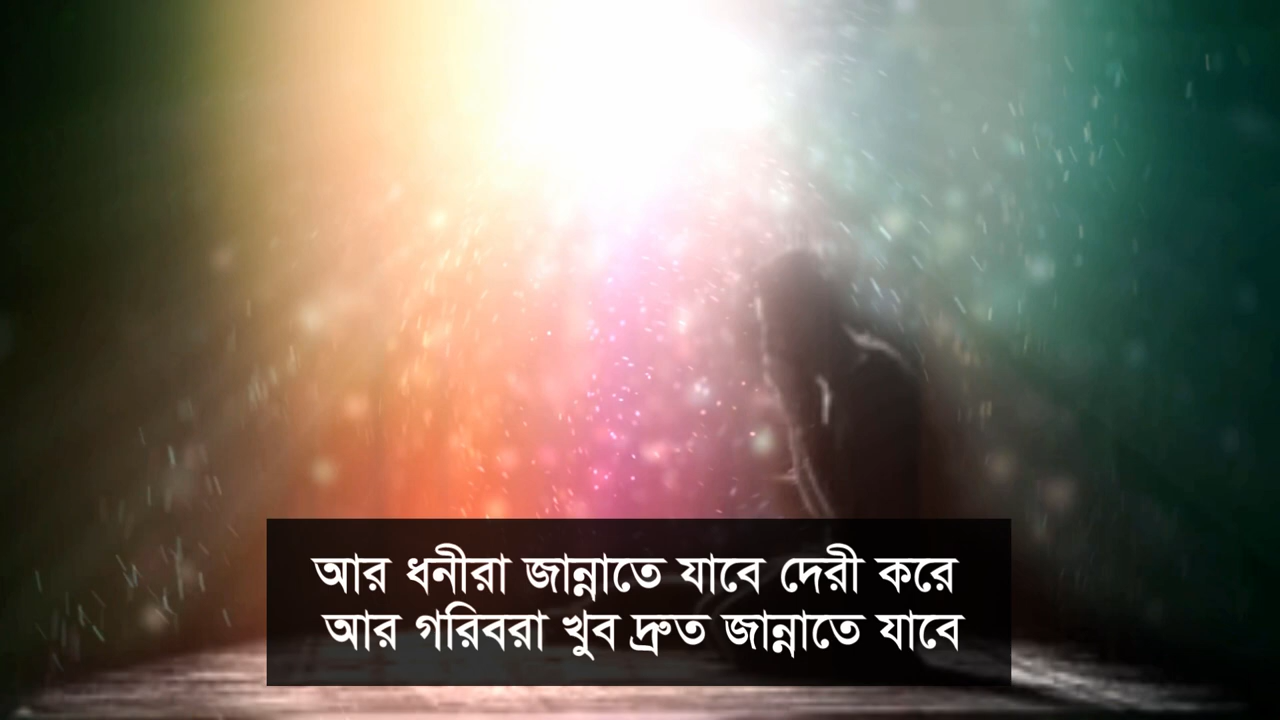 আর ধনীরা জান্নাতে যাবে দেরী করে
আর গরিবরা খুব দ্রুত জান্নাতে যাবে